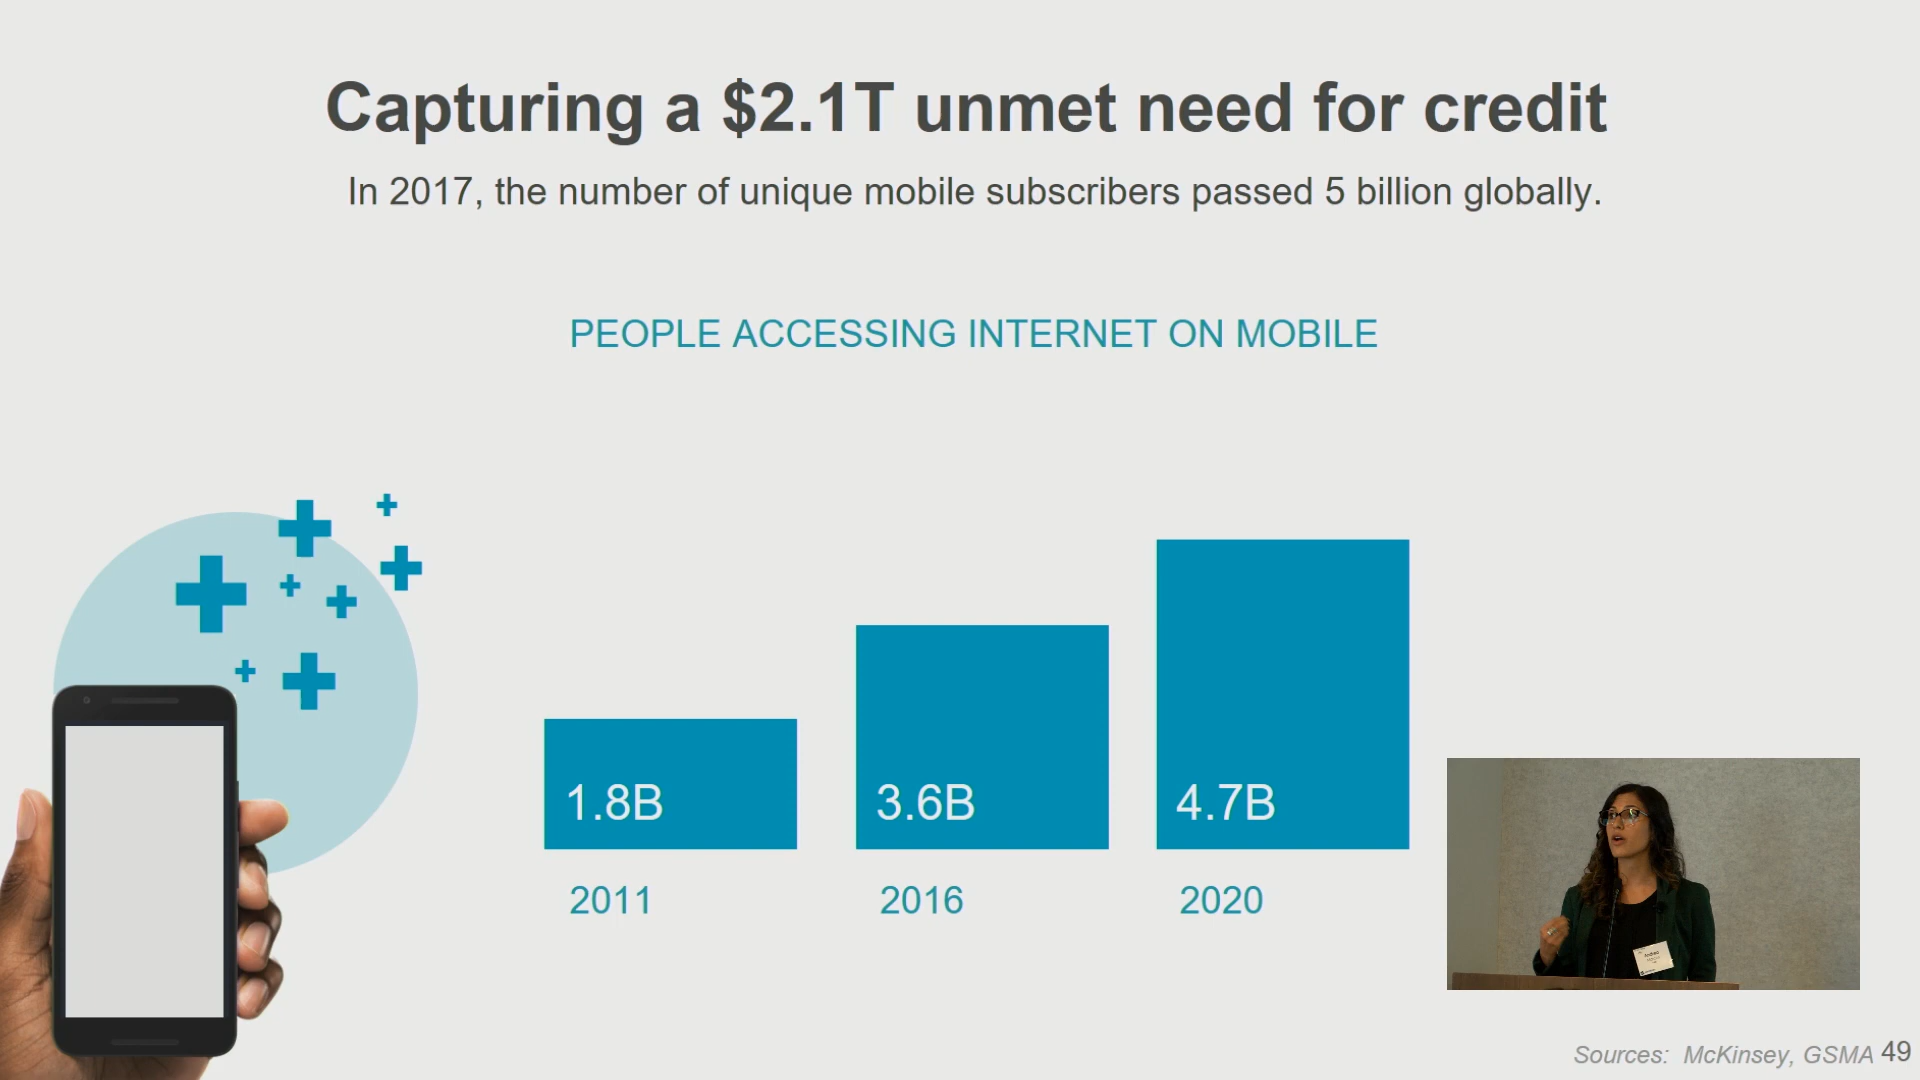 Capturing a $2.1T unmet need for credit
In 2017, the number of unique mobile subscribers passed 5 billion globally.
PEOPLE ACCESSING INTERNET ON MOBILE
1.8B
3.6B
4.7B
2011
2016
2020
Sources: McKinsey, GSMA 49